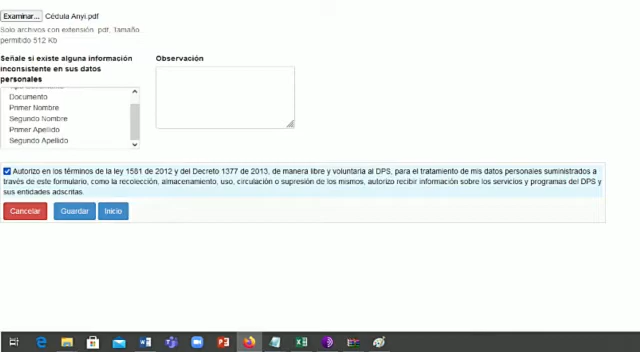 Examinar... Cédula Anyi.pdf
Solo archivos con extensión .pdf, Tamaño
permitido 512 Kb
Señale si existe alguna información
inconsistente en sus datos
personales
Observación
Tipo Documento
Documento
Primer Nombre
Segundo Nombre
Primer Apellido
Segundo Apellido
Autorizo en los términos de la ley 1581 de 2012 y del Decreto 1377 de 2013, de manera libre y voluntaria al DPS, para el tratamiento de mis datos personales suministrados a
través de este formulario, como la recolección, almacenamiento, uso, circulación o supresión de los mismos, autorizo recibir información sobre los servicios y programas del DPS y
sus entidades adscritas.
Cancelar Guardar Inicio